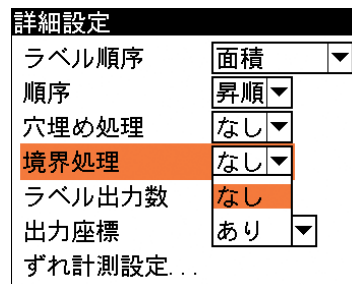 詳細設定
ラベル順序 面積
順序 昇順
穴埋め処理 なし
境界処理 なし
ラベル出力数 なし
出力座標 あり
ずれ計測設定...